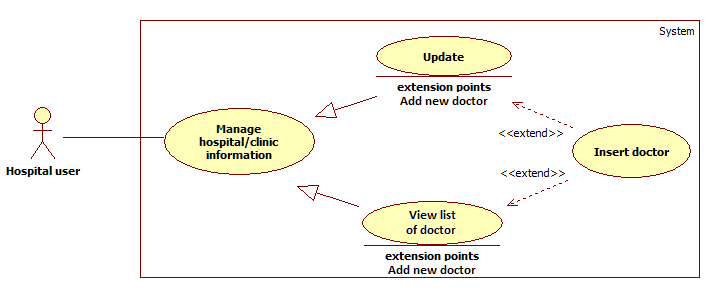 System
Update
extension points
Add new doctor
Manage
hospital/clinic
information
<<extend>>
Insert doctor
Hospital user
<<extend>>
View list
of doctor
extension points
Add new doctor